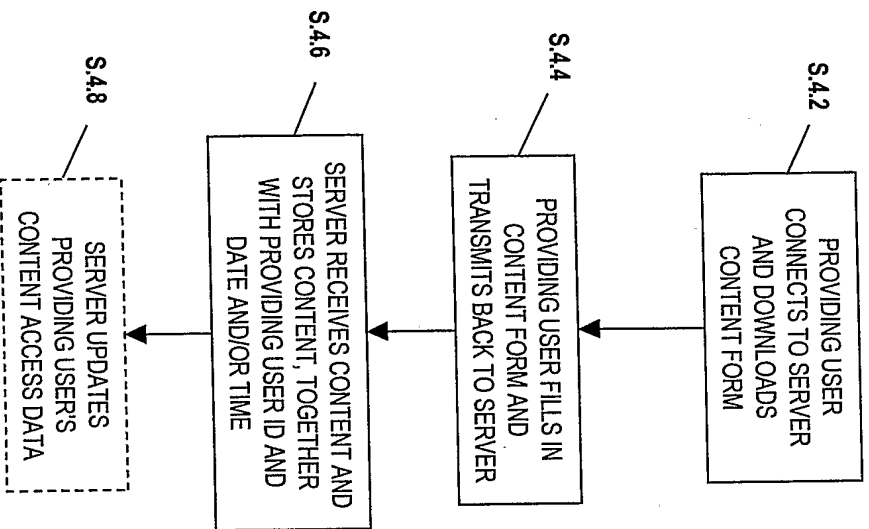 S.4.2
PROVIDING USER
CONNECTS TO SERVER
AND DOWNLOADS
CONTENT FORM
S.4.4
PROVIDING USER FILLS IN
CONTENT FORM AND
TRANSMITS BACK TO SERVER
S.4.6
SERVER RECEIVES CONTENT AND
STORES CONTENT, TOGETHER
WITH PROVIDING USER ID AND
DATE AND/OR TIME
S.4.8
SERVER UPDATES
PROVIDING USER'S
CONTENT ACCESS DATA